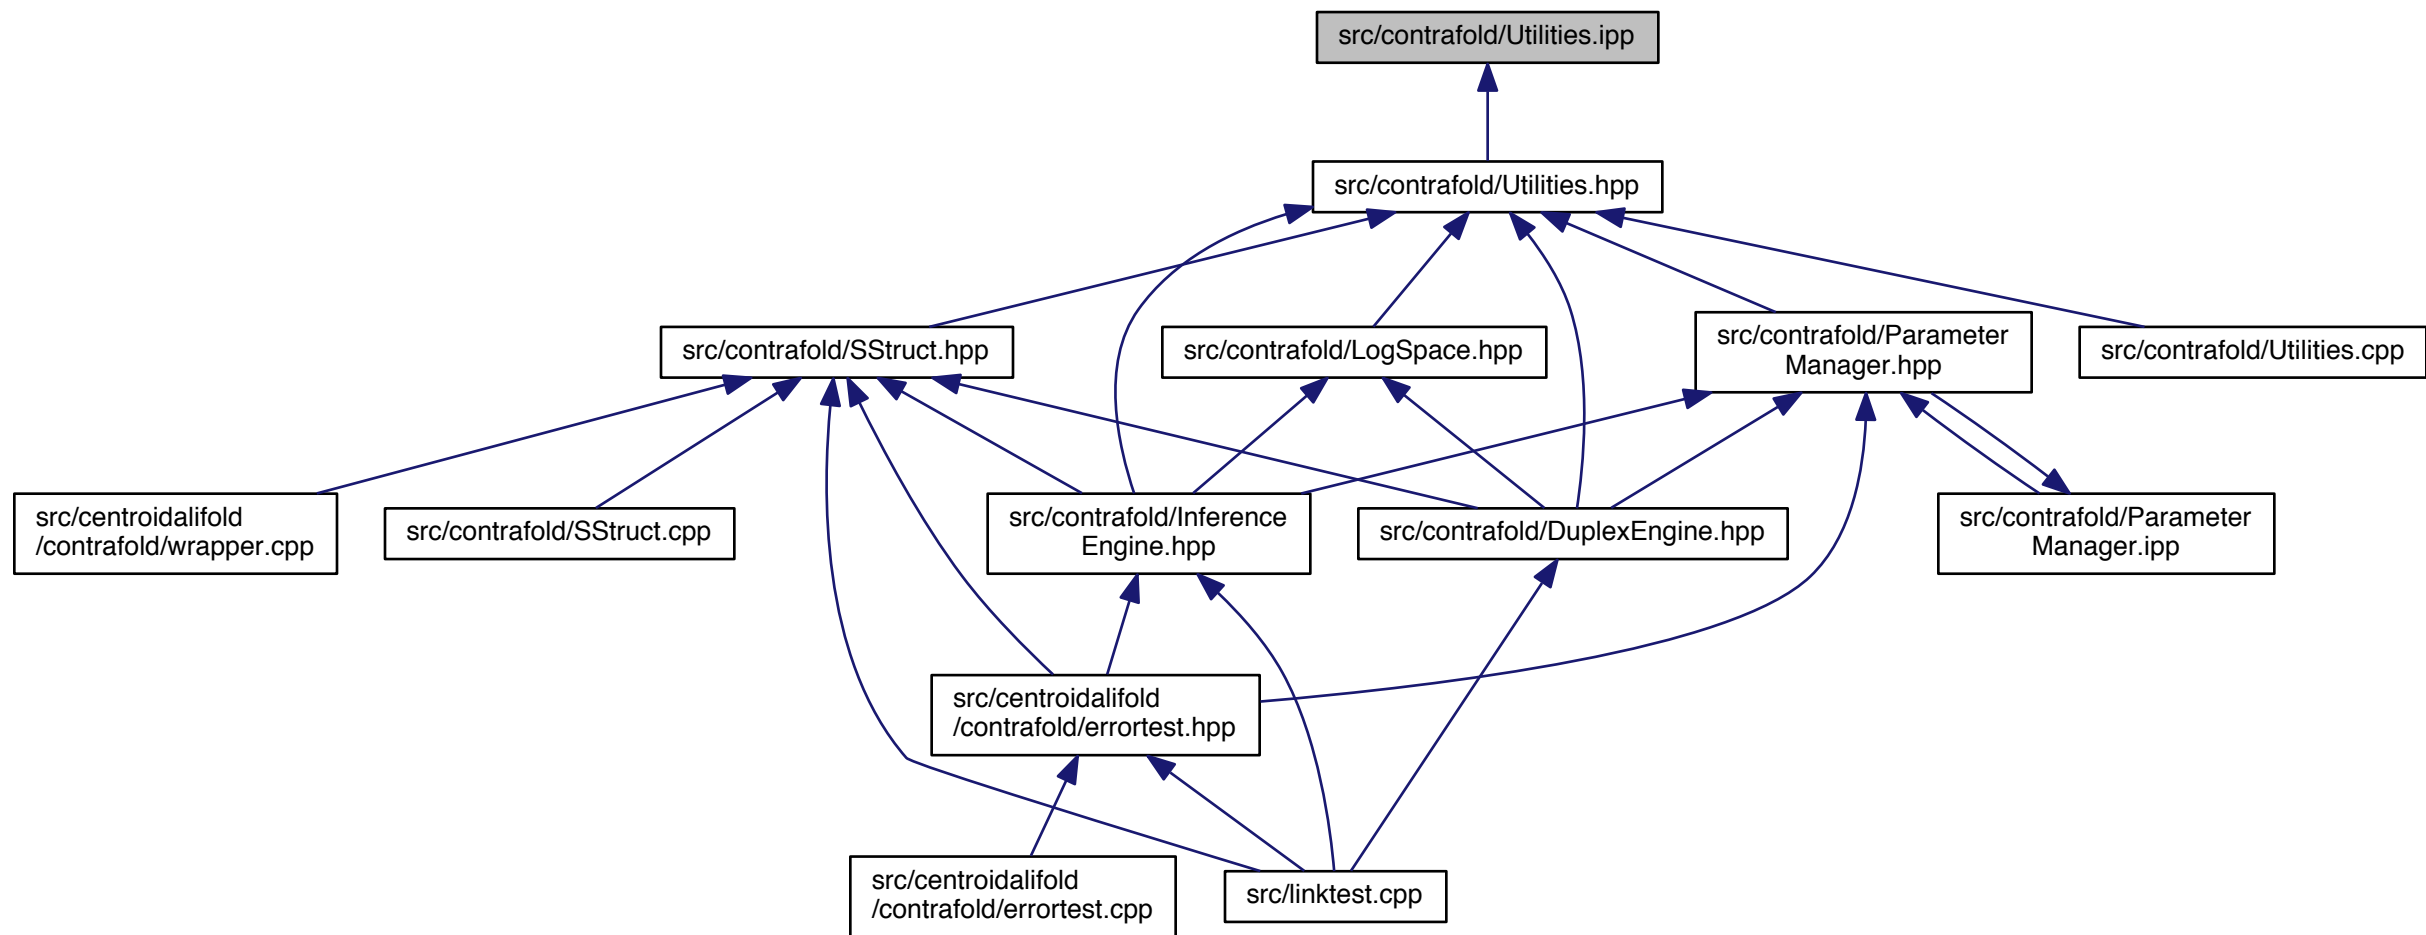 src/contrafold/Utilities.ipp
src/contrafold/Utilities.hpp
src/contrafold/SStruct.hpp
src/contrafold/LogSpace.hpp
src/contrafold/Parameter
Manager.hpp
src/contrafold/Utilities.cpp
src/centroidalifold
/contrafold/wrapper.cpp
src/contrafold/SStruct.cpp
src/contrafold/Inference
Engine.hpp
src/contrafold/DuplexEngine.hpp
src/contrafold/Parameter
Manager.ipp
src/centroidalifold
/contrafold/errortest.hpp
src/centroidalifold
/contrafold/errortest.cpp
src/linktest.cpp